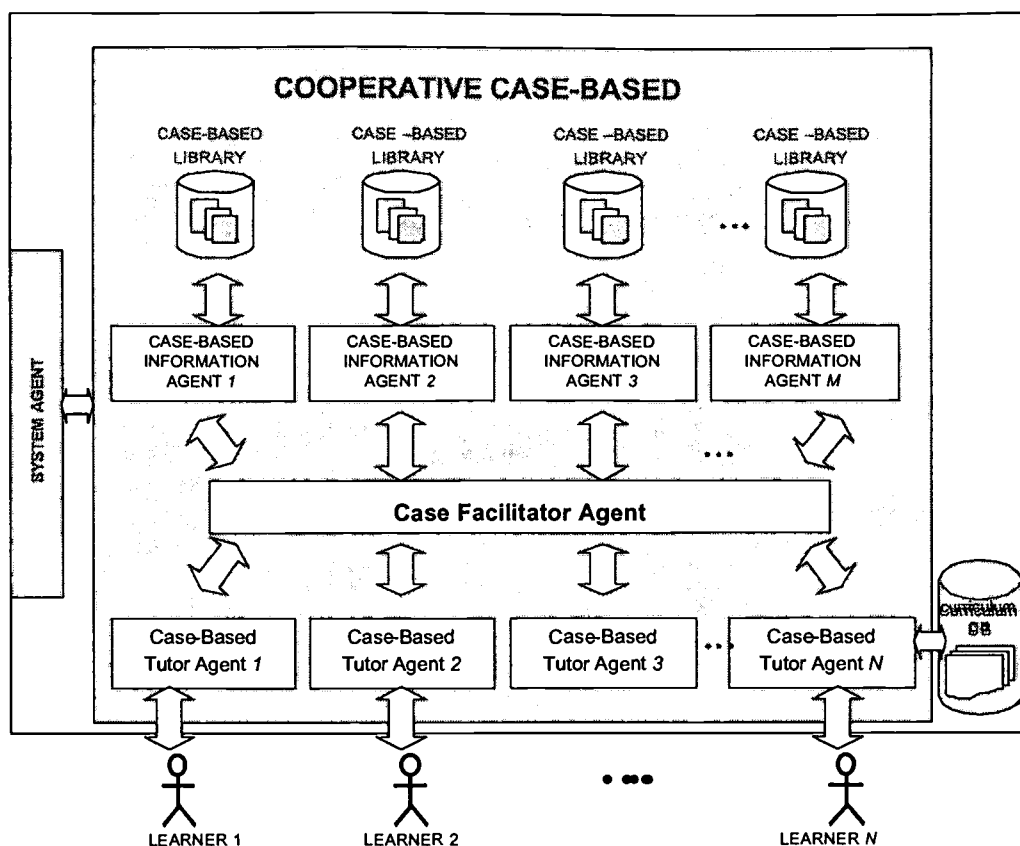 COOPERATIVE CASE-BASED
CASE-BASED
LIBRARY
CASE –BASED
LIBRARY
CASE –BASED
LIBRARY
CASE –BASED
LIBRARY
...
SYSTEM AGENT
CASE-BASED
INFORMATION
AGENT 1
CASE-BASED
INFORMATION
AGENT 2
CASE-BASED
INFORMATION
AGENT 3
CASE-BASED
INFORMATION
AGENT M
...
Case Facilitator Agent
Case-Based
Tutor Agent 1
Case-Based
Tutor Agent 2
Case-Based
Tutor Agent 3
...
Case-Based
Tutor Agent N
curriculum
DB
LEARNER 1
LEARNER 2
LEARNER N